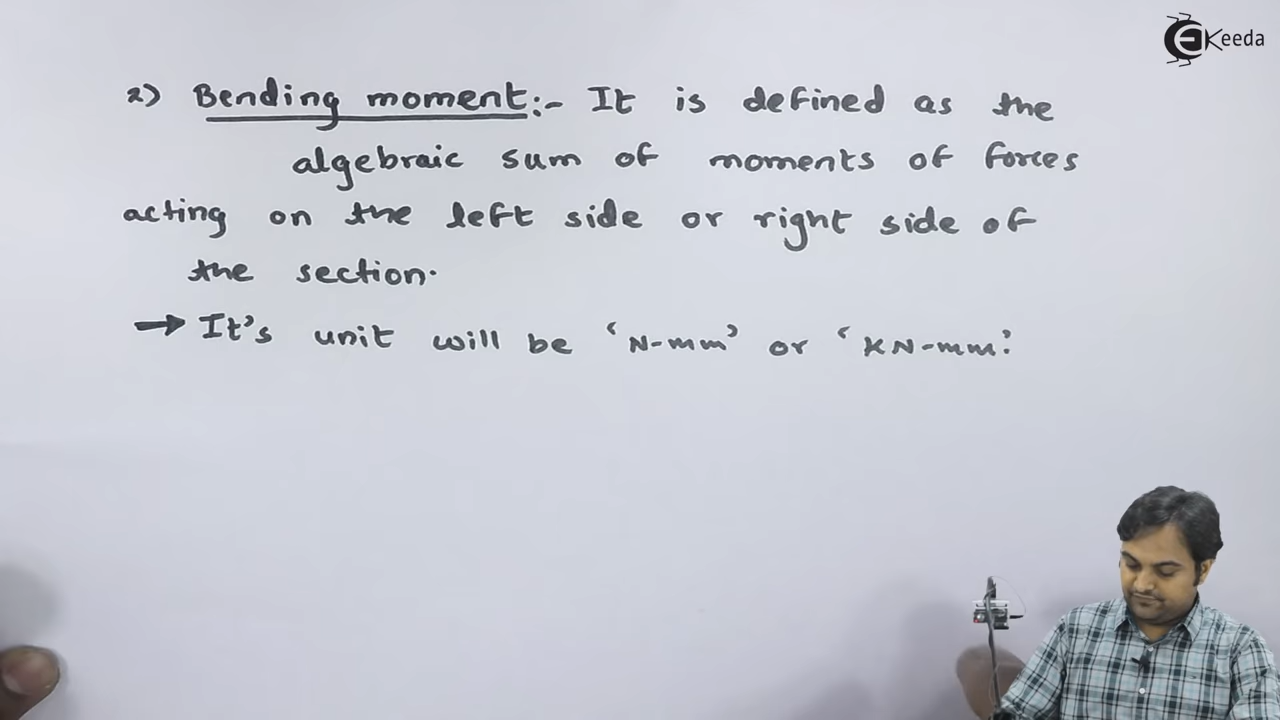 EKeeda
2) Bending moment:- It is defined as the
algebraic sum of moments of forces
acting on the left side or right side of
the section.
→ It's unit will be 'N-mm' or 'KN-mm'.